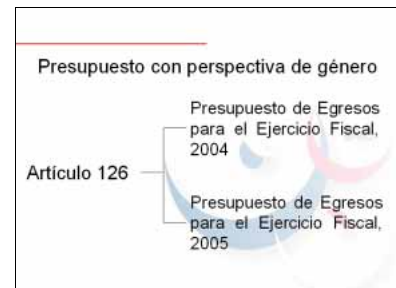 Presupuesto con perspectiva de género
Presupuesto de Egresos
para el Ejercicio Fiscal,
2004
Artículo 126
Presupuesto de Egresos
para el Ejercicio Fiscal,
2005